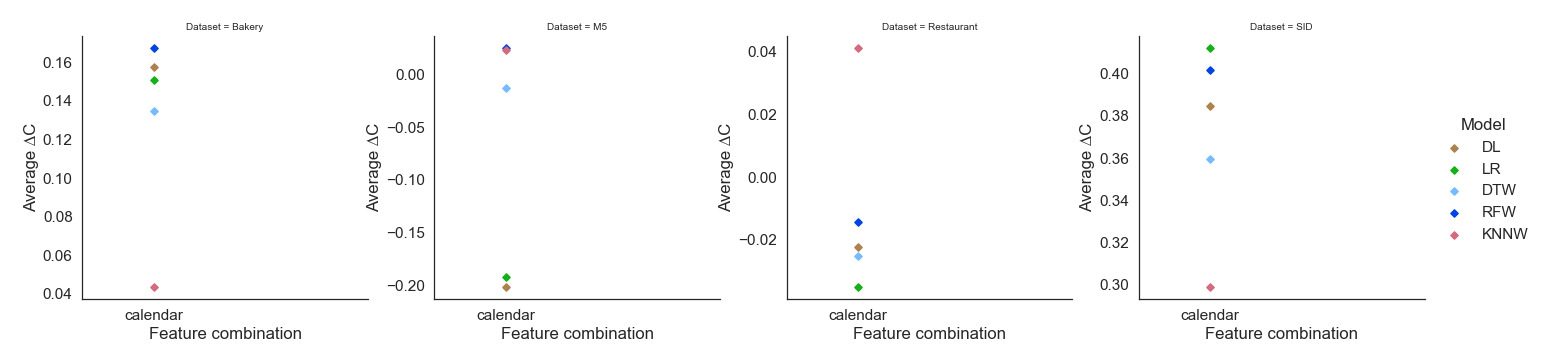 Dataset = Bakery
0.16
0.14
0.12
0.10
0.08
0.06
0.04
Average ΔC
calendar
Feature combination
Dataset = M5
0.00
−0.05
−0.10
−0.15
−0.20
Average ΔC
calendar
Feature combination
Dataset = Restaurant
0.04
0.02
0.00
−0.02
Average ΔC
calendar
Feature combination
Dataset = SID
0.40
0.38
0.36
0.34
0.32
0.30
Average ΔC
calendar
Feature combination
Model
DL
LR
DTW
RFW
KNNW